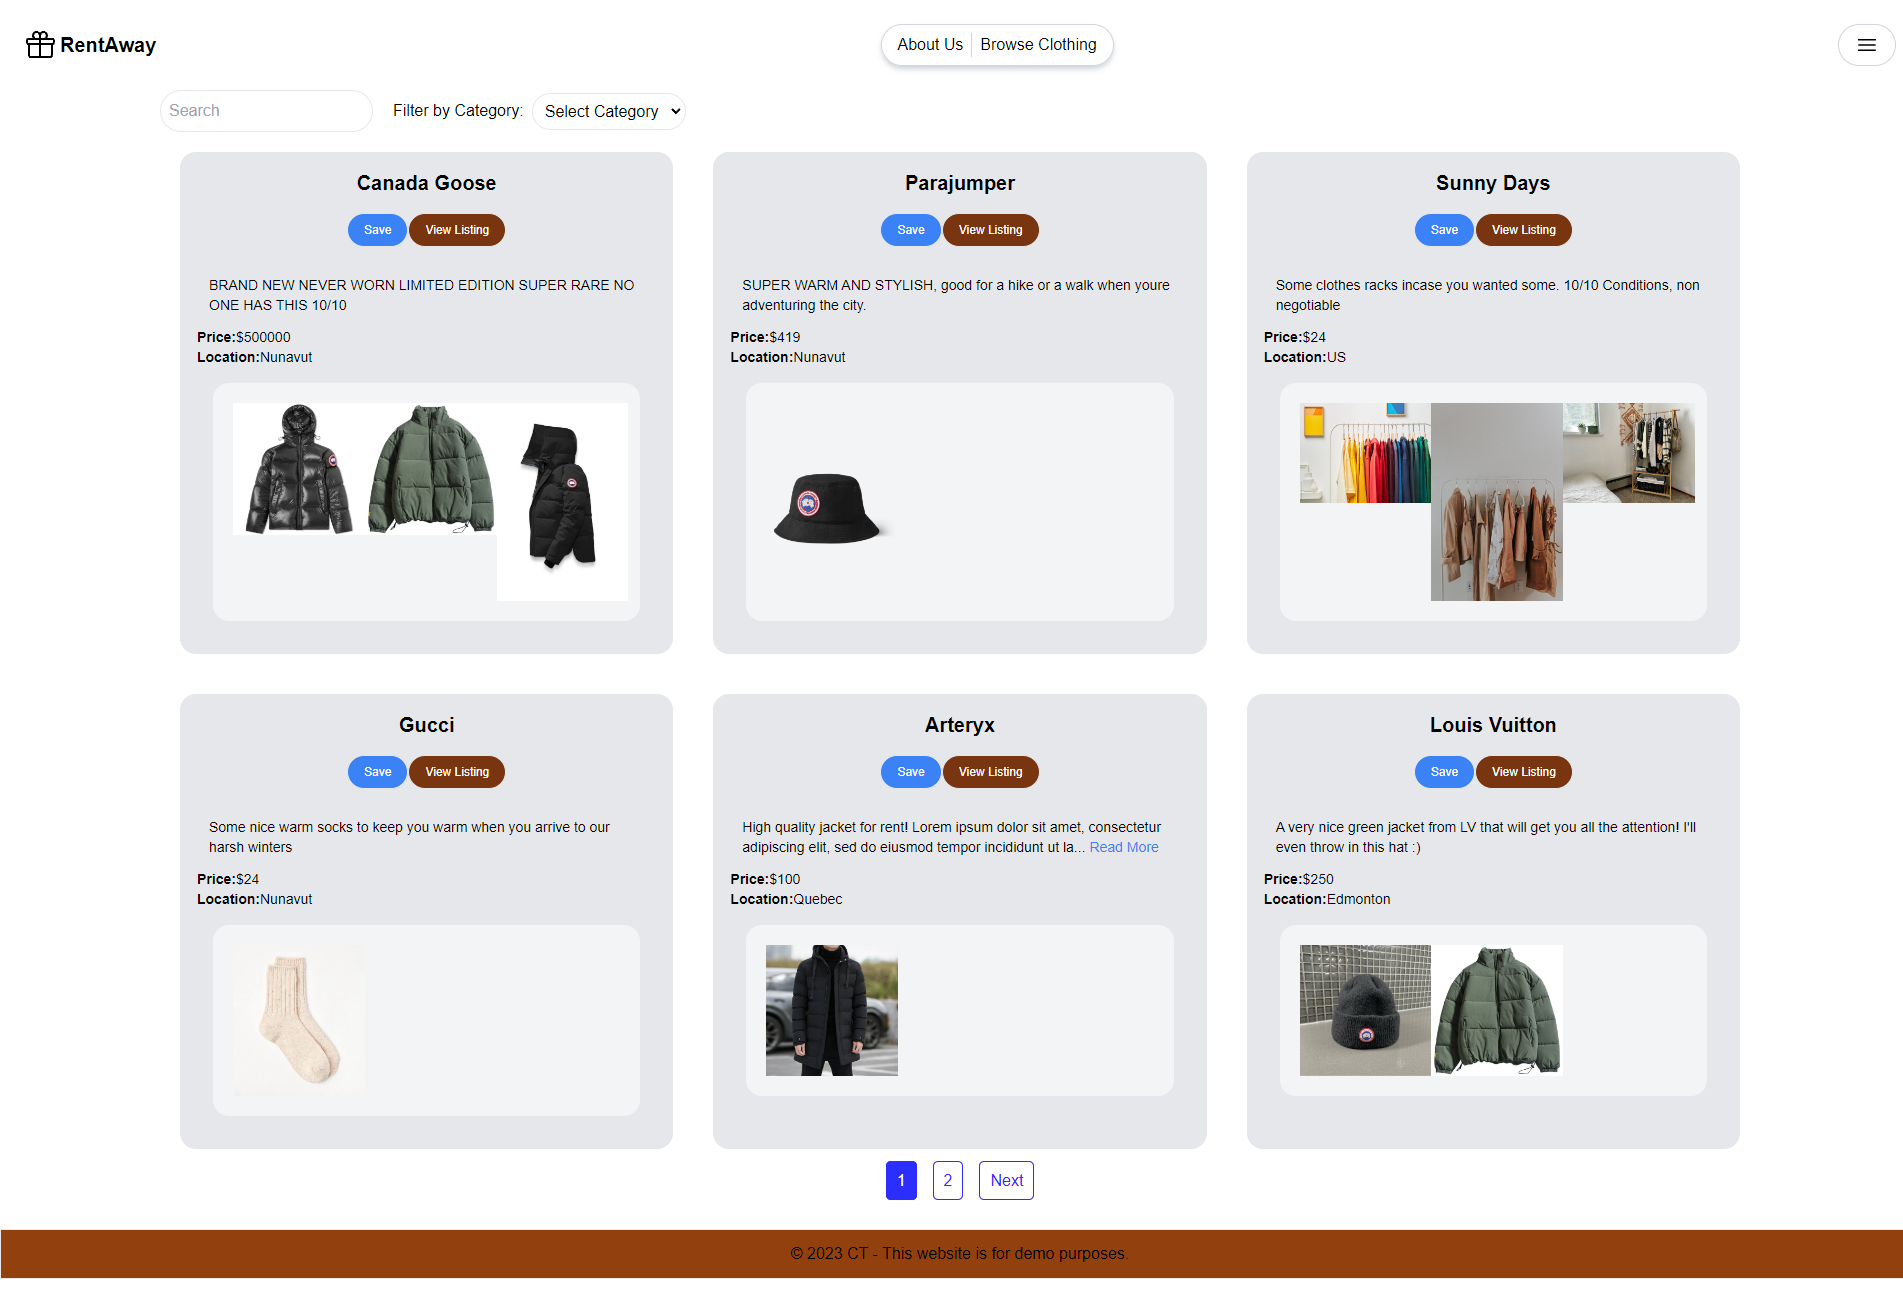 RentAway
About Us
Browse Clothing
Search
Filter by Category:
Select Category
Canada Goose
Save
View Listing
BRAND NEW NEVER WORN LIMITED EDITION SUPER RARE NO
ONE HAS THIS 10/10
Price:$500000
Location:Nunavut
Parajumper
Save
View Listing
SUPER WARM AND STYLISH, good for a hike or a walk when youre
adventuring the city.
Price:$419
Location:Nunavut
Sunny Days
Save
View Listing
Some clothes racks incase you wanted some. 10/10 Conditions, non
negotiable
Price:$24
Location:US
Gucci
Save
View Listing
Some nice warm socks to keep you warm when you arrive to our
harsh winters
Price:$24
Location:Nunavut
Arteryx
Save
View Listing
High quality jacket for rent! Lorem ipsum dolor sit amet, consectetur
adipiscing elit, sed do eiusmod tempor incididunt ut la... Read More
Price:$100
Location:Quebec
Louis Vuitton
Save
View Listing
A very nice green jacket from LV that will get you all the attention! I'll
even throw in this hat :)
Price:$250
Location:Edmonton
1
2
Next
© 2023 CT - This website is for demo purposes.